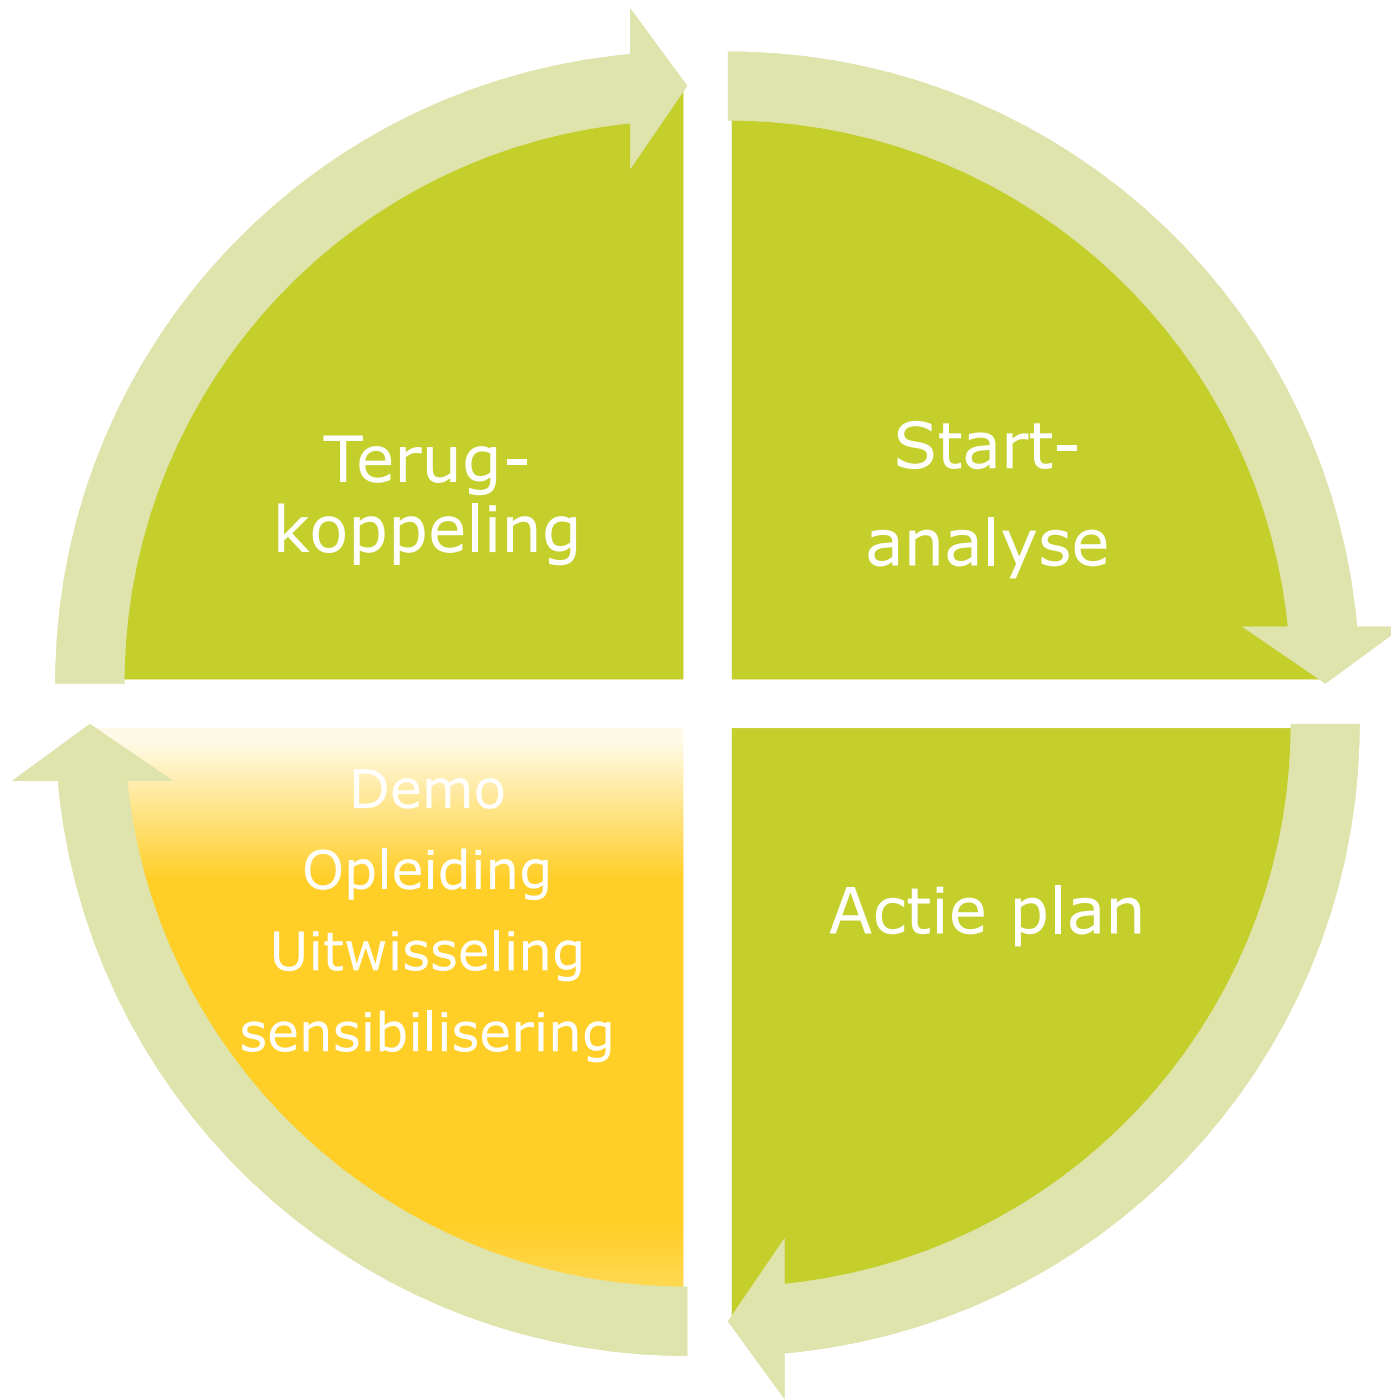 Terug-
koppeling
Start-
analyse
Demo
Opleiding
Uitwisseling
sensibilisering
Actie plan